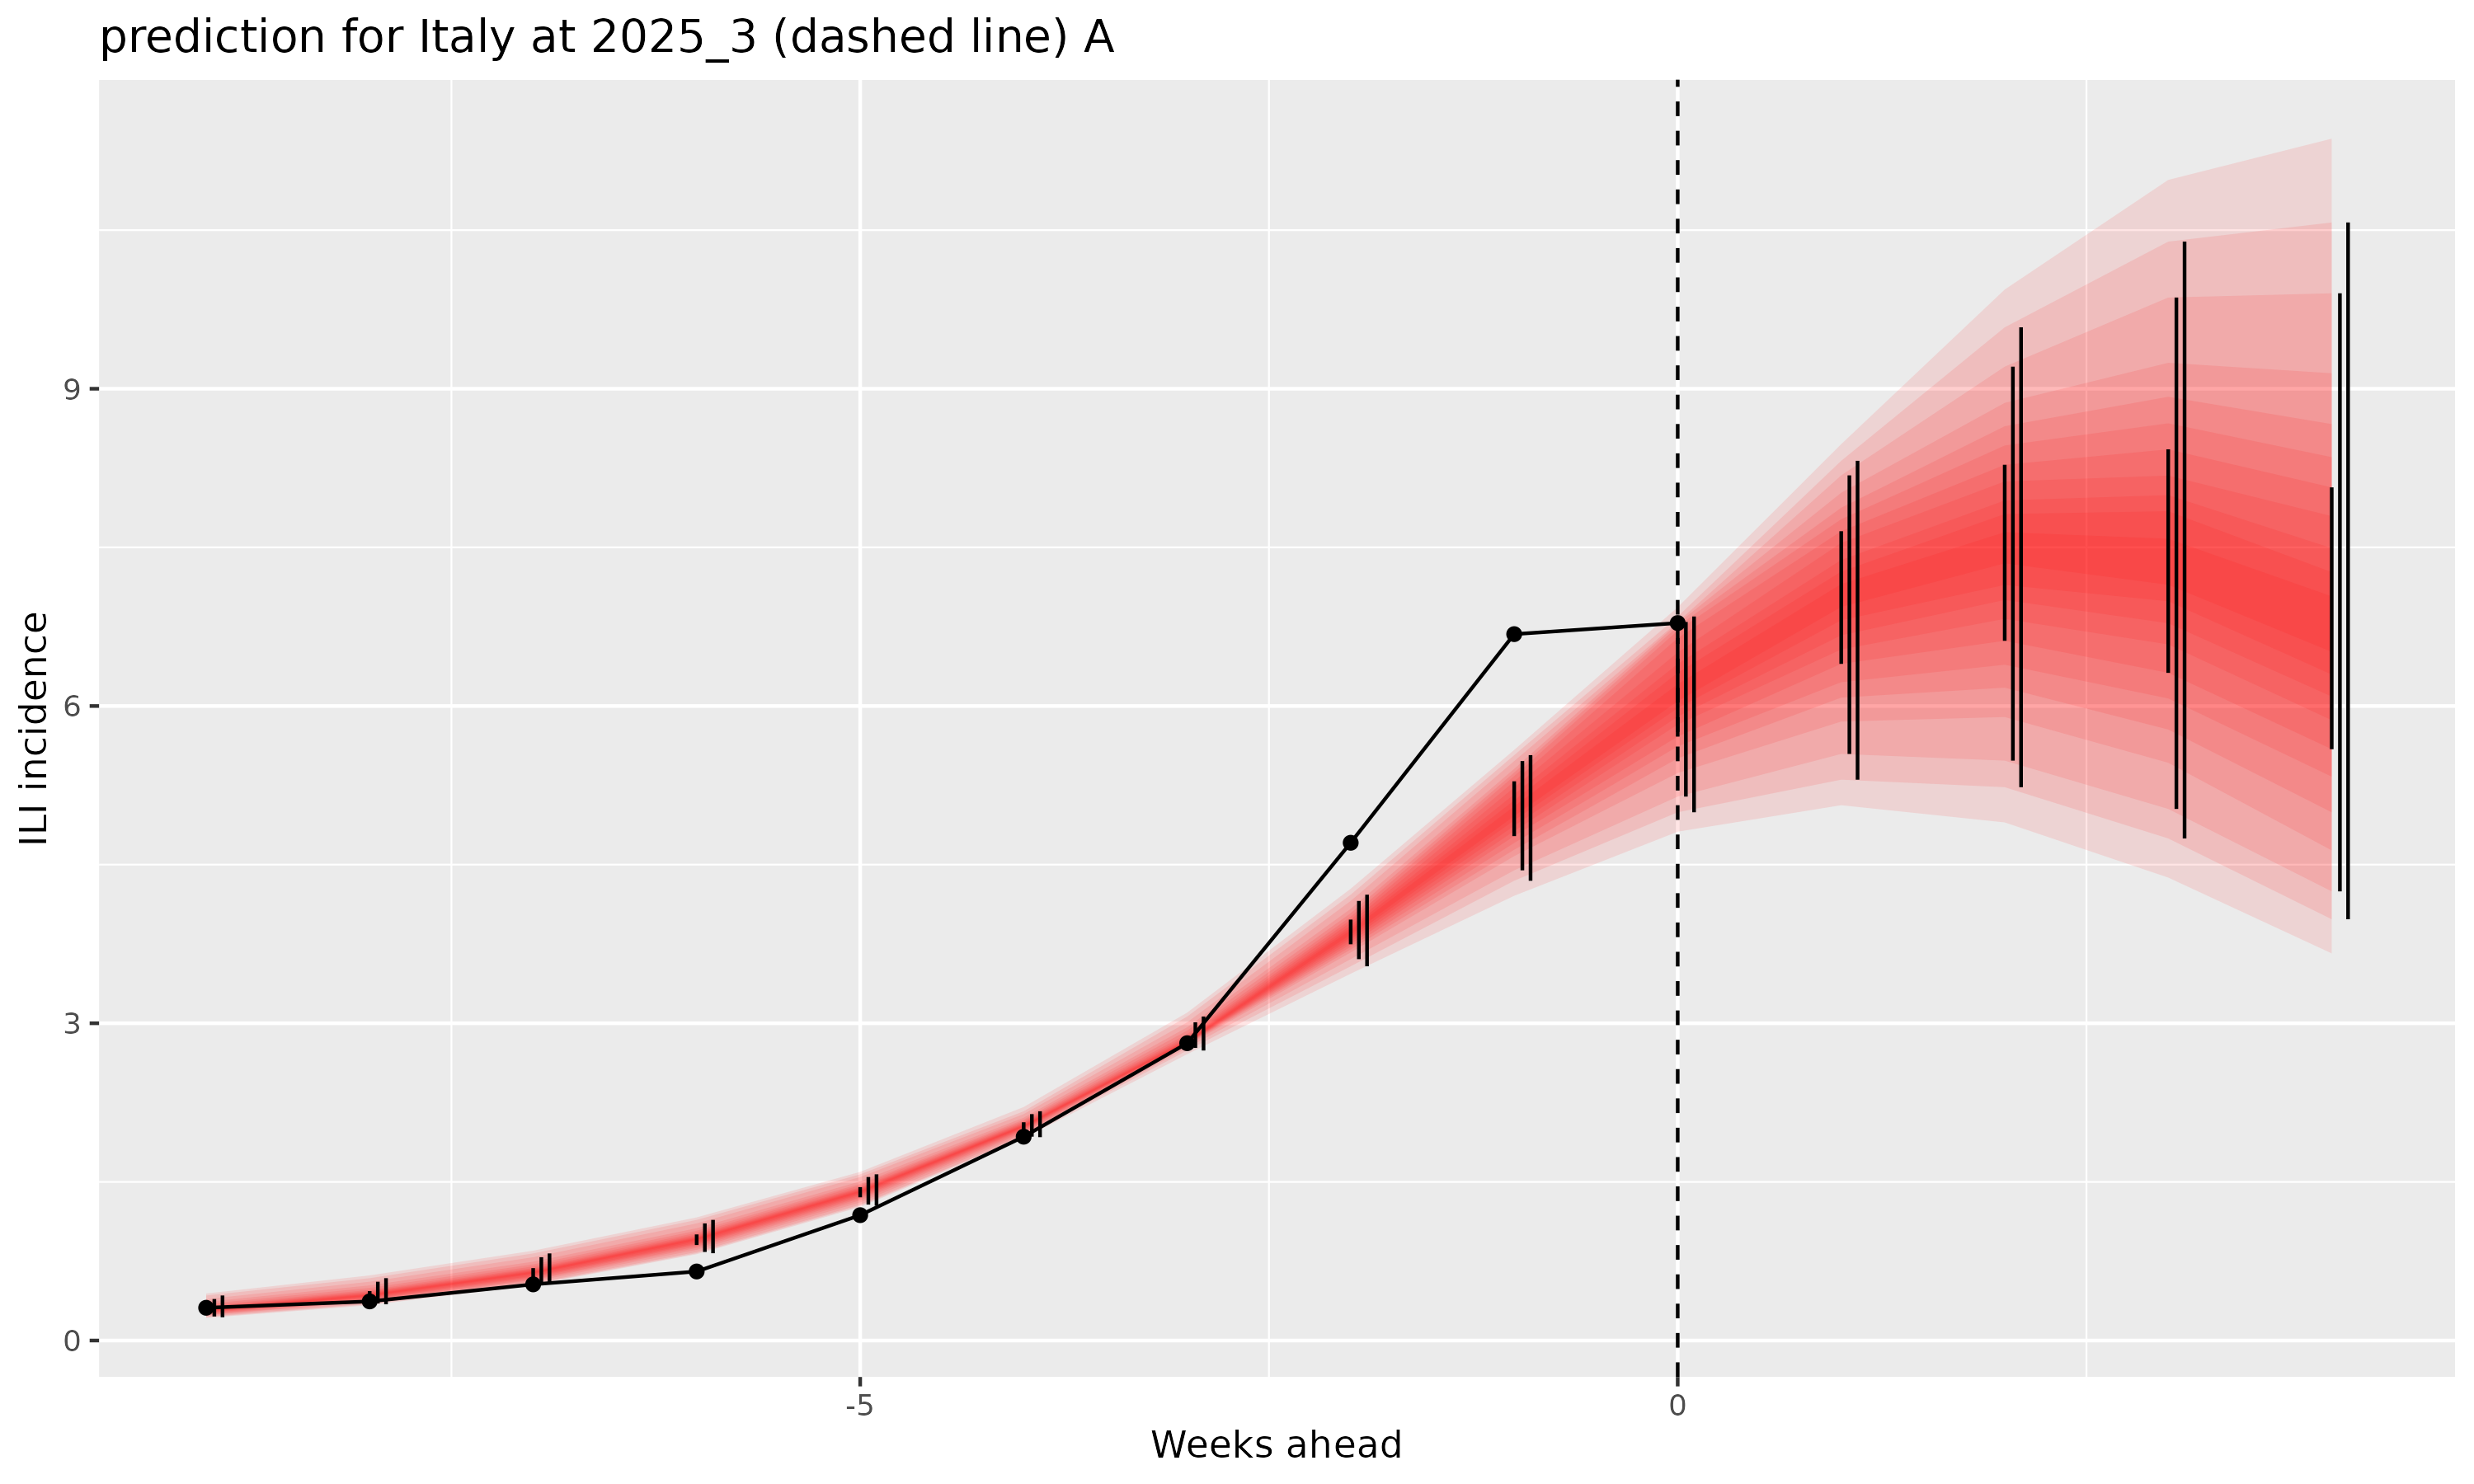 prediction for Italy at 2025_3 (dashed line) A
ILI incidence
9
6
3
0
-5
0
Weeks ahead